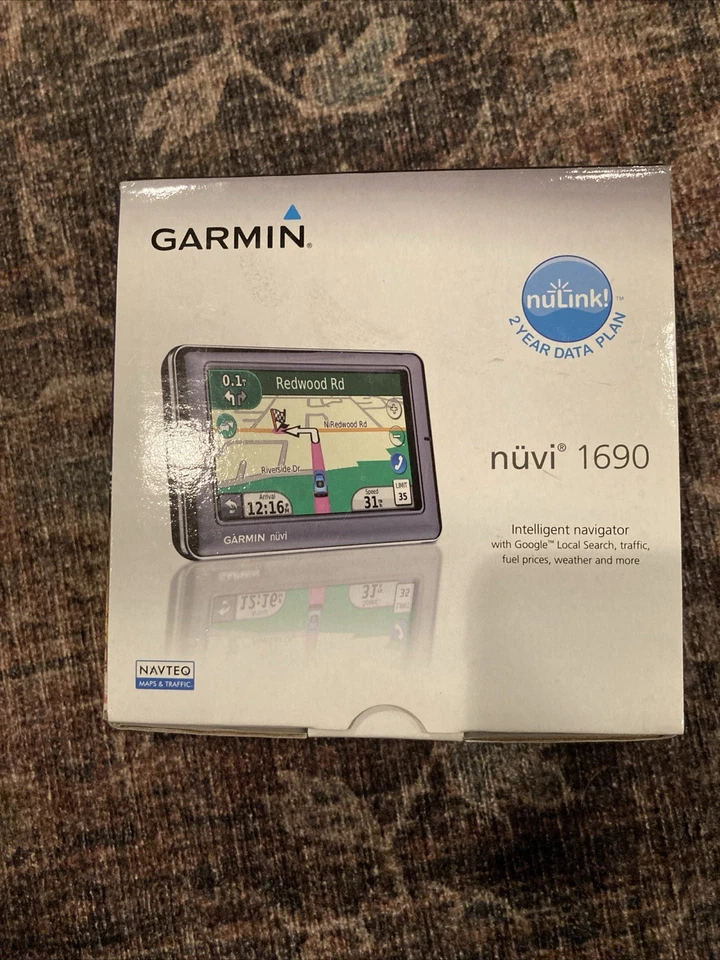 GARMIN®
nüLink!™
2 YEAR DATA PLAN
0.1
Redwood Rd
N Redwood Rd
Riverside Dr
Arrival
12:16
Speed
31
LIMIT
35
GARMIN nüvi
nüvi® 1690
Intelligent navigator
with Google™ Local Search, traffic,
fuel prices, weather and more
NAVTEQ
MAPS & TRAFFIC